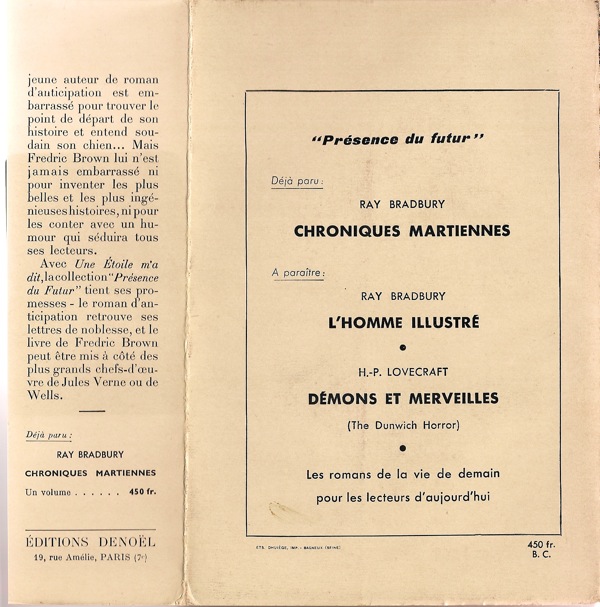 jeune auteur de roman
d'anticipation est em-
barrassé pour trouver le
point de départ de son
histoire et entend sou-
dain son chien... Mais
Fredric Brown lui n'est
jamais embarrassé ni
pour inventer les plus
belles et les plus ingé-
nieuses histoires, ni pour
les conter avec un hu-
mour qui séduira tous
ses lecteurs.
Avec Une Étoile m'a
dit, la collection "Présence
du Futur" tient ses pro-
messes - le roman d'an-
ticipation retrouve ses
lettres de noblesse, et le
livre de Fredric Brown
peut être mis à côté des
plus grands chefs-d'œu-
vre de Jules Verne ou de
Wells.
Déjà paru :
RAY BRADBURY
CHRONIQUES MARTIENNES
Un volume . . . . . . 450 fr.
ÉDITIONS DENOËL
19, rue Amélie, PARIS (7e)
"Présence du futur"
Déjà paru :
RAY BRADBURY
CHRONIQUES MARTIENNES
A paraître :
RAY BRADBURY
L'HOMME ILLUSTRÉ
•
H.-P. LOVECRAFT
DÉMONS ET MERVEILLES
(The Dunwich Horror)
•
Les romans de la vie de demain
pour les lecteurs d'aujourd'hui
ETS. DHUIÈGE, IMP. - BAGNEUX (SEINE)
450 fr.
B. C.